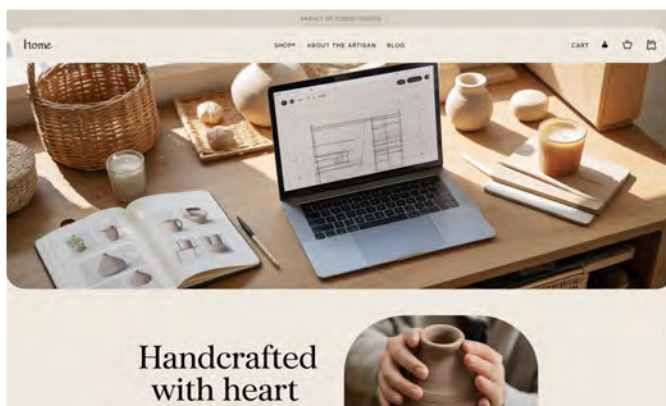 home
SHOP
ABOUT THE ARTISAN
BLOG
CART
Handcrafted
with heart